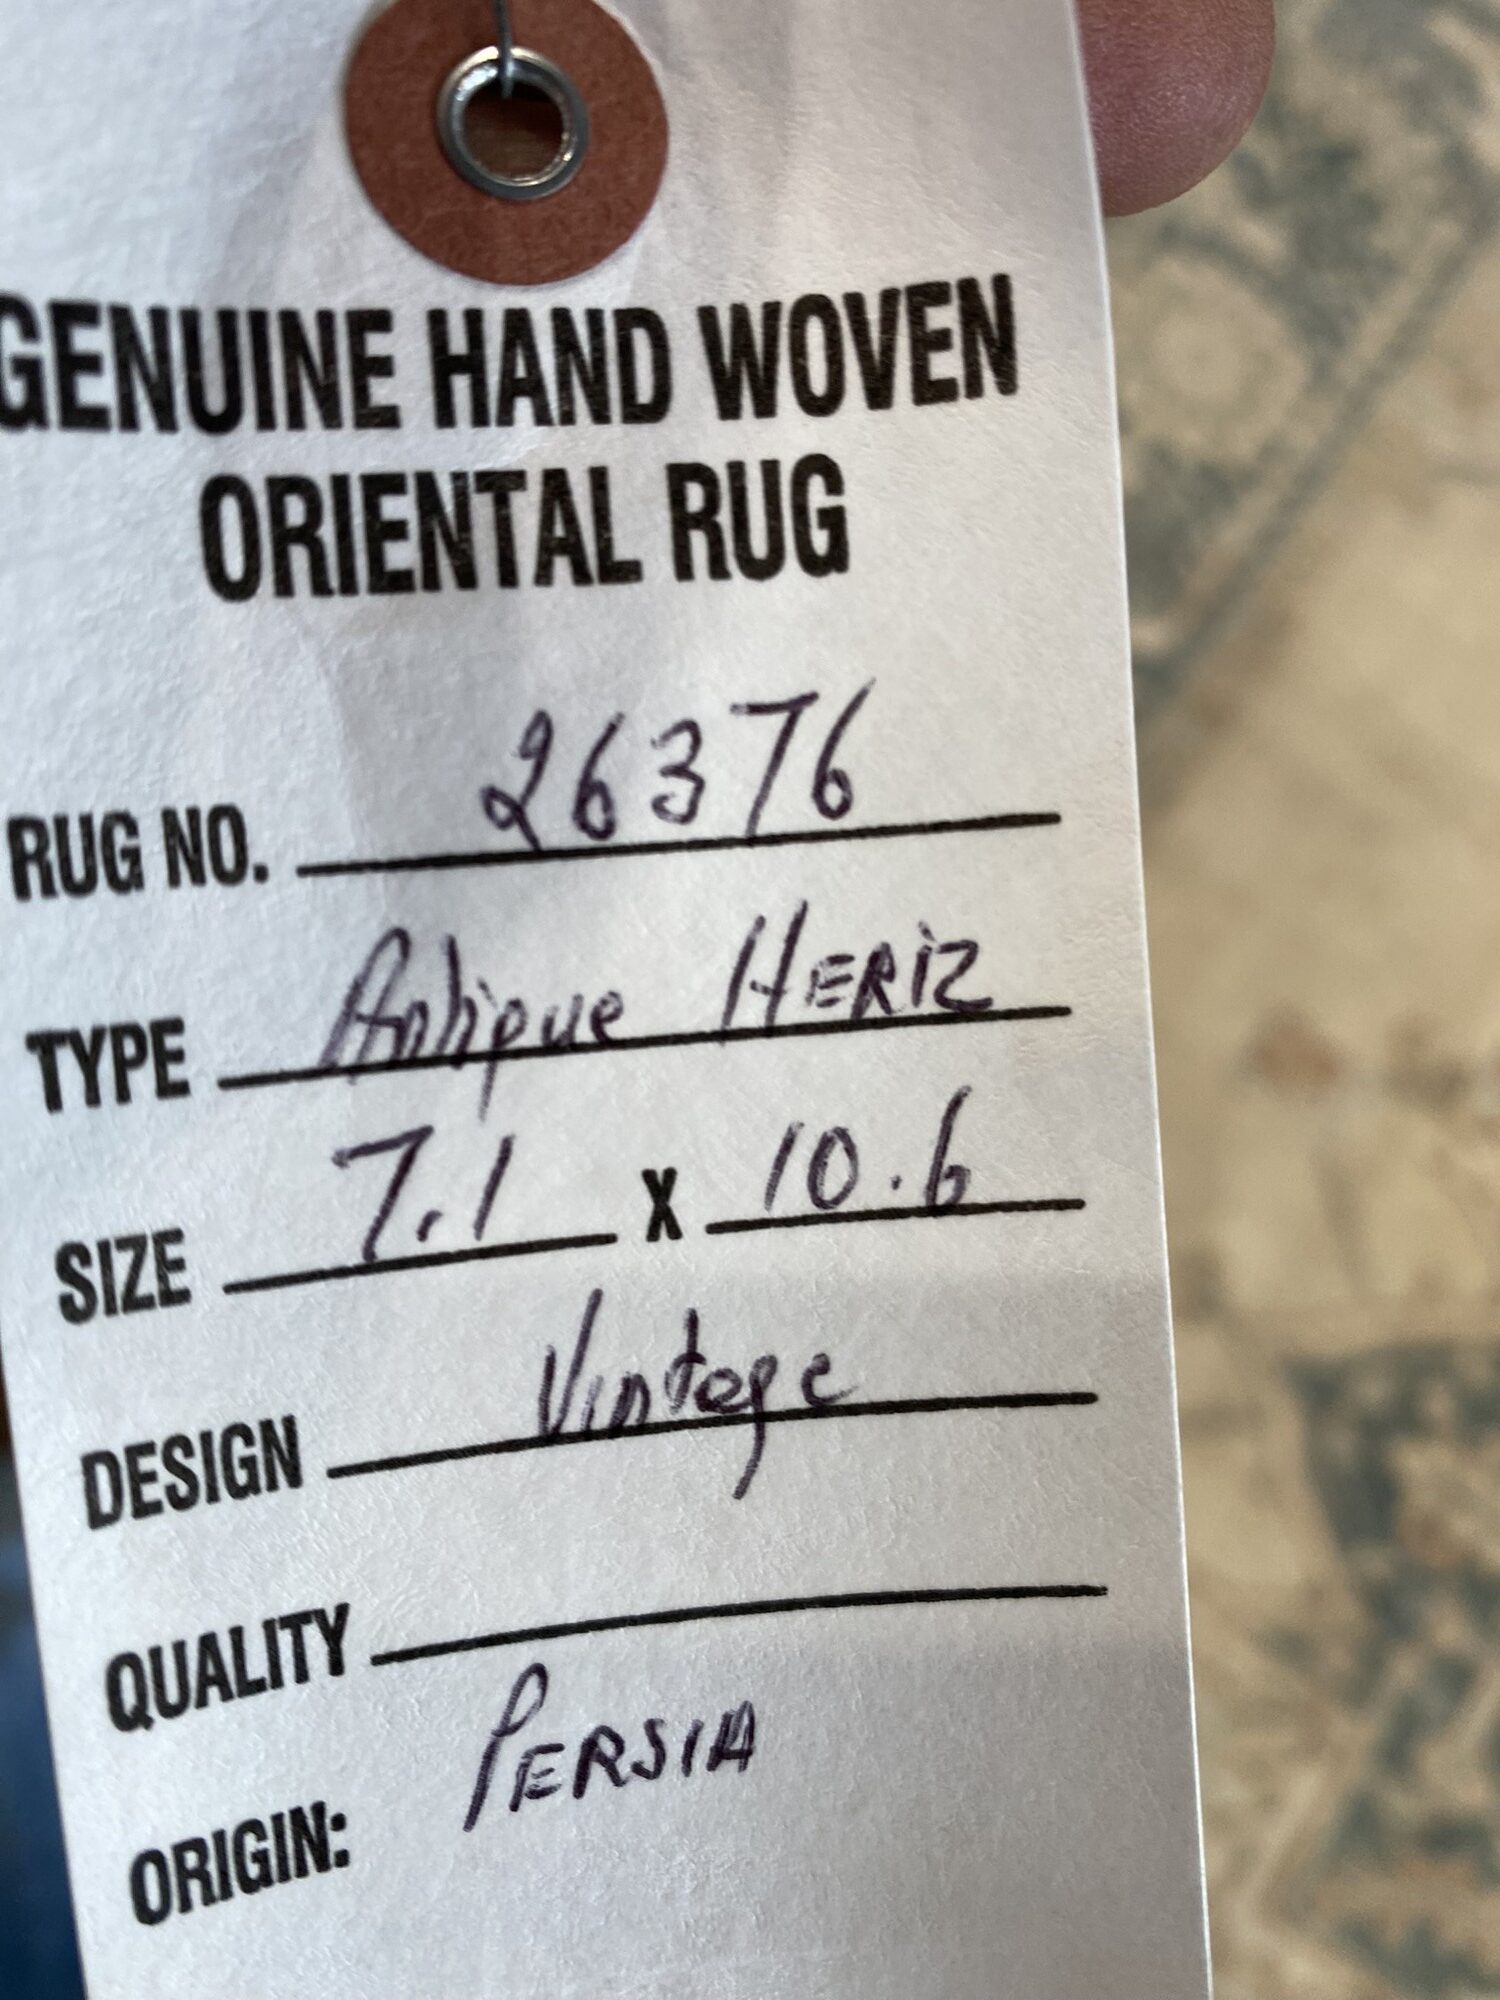 GENUINE HAND WOVEN
ORIENTAL RUG
RUG NO. 26376
TYPE Antique HERIZ
SIZE 7.1 X 10.6
DESIGN Vintage
QUALITY
ORIGIN: PERSIA